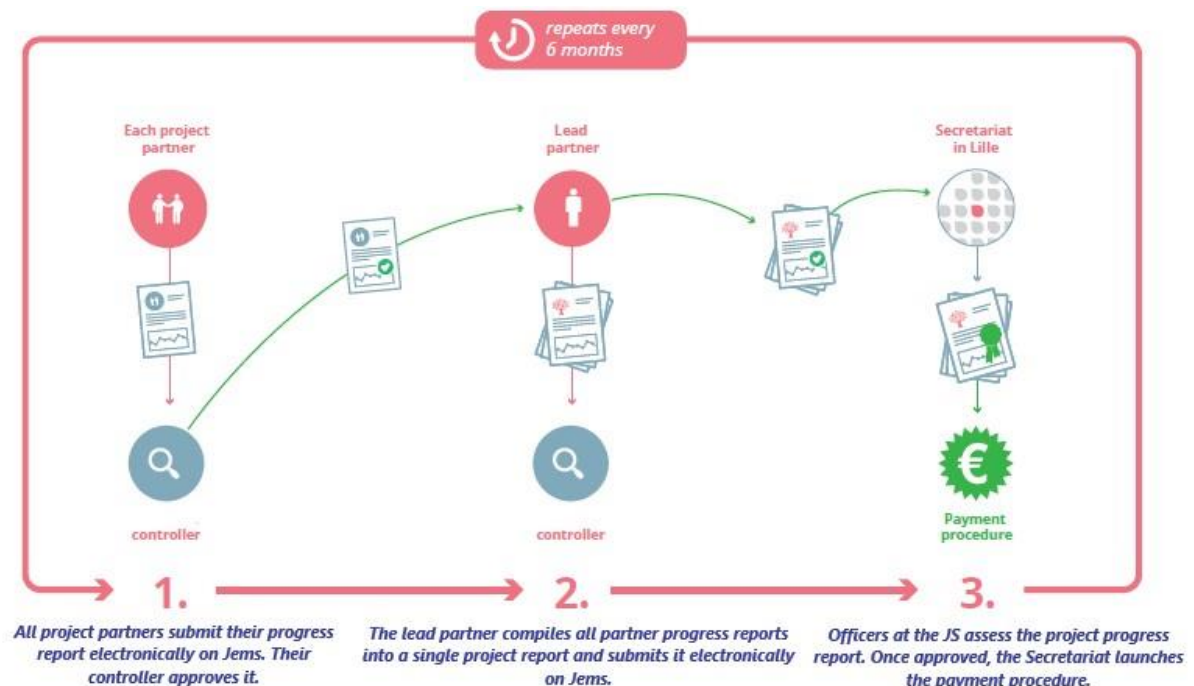 repeats every
6 months
Each project
partner
Lead
partner
Secretariat
in Lille
controller
controller
€
Payment
procedure
1.
2.
3.
All project partners submit their progress
report electronically on Jems. Their
controller approves it.
The lead partner compiles all partner progress reports
into a single project report and submits it electronically
on Jems.
Officers at the JS assess the project progress
report. Once approved, the Secretariat launches
the payment procedure.